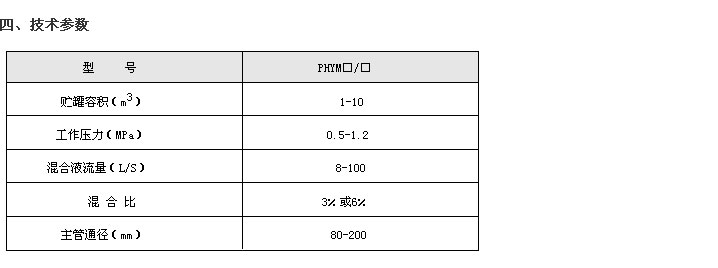 四、技术参数
型 号 PHYM□/□
贮罐容积(m3) 1-10
工作压力(MPa) 0.5-1.2
混合液流量(L/S) 8-100
混 合 比 3%或6%
主管通径(mm) 80-200